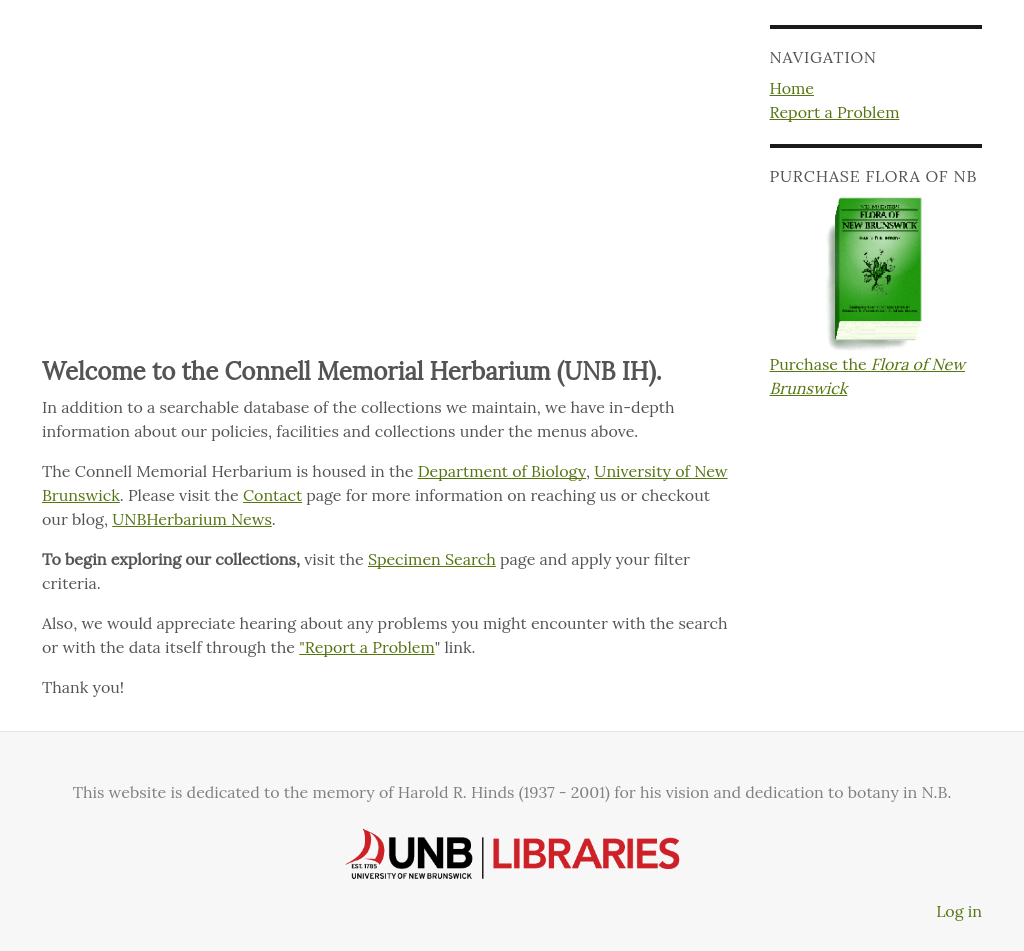 NAVIGATION
Home
Report a Problem
PURCHASE FLORA OF NB
FLORA OF
NEW BRUNSWICK
Purchase the Flora of New
Brunswick
Welcome to the Connell Memorial Herbarium (UNB IH).
In addition to a searchable database of the collections we maintain, we have in-depth
information about our policies, facilities and collections under the menus above.
The Connell Memorial Herbarium is housed in the Department of Biology, University of New
Brunswick. Please visit the Contact page for more information on reaching us or checkout
our blog, UNBHerbarium News.
To begin exploring our collections, visit the Specimen Search page and apply your filter
criteria.
Also, we would appreciate hearing about any problems you might encounter with the search
or with the data itself through the "Report a Problem" link.
Thank you!
This website is dedicated to the memory of Harold R. Hinds (1937 - 2001) for his vision and dedication to botany in N.B.
EST. 1785 UNB | LIBRARIES
UNIVERSITY OF NEW BRUNSWICK
Log in